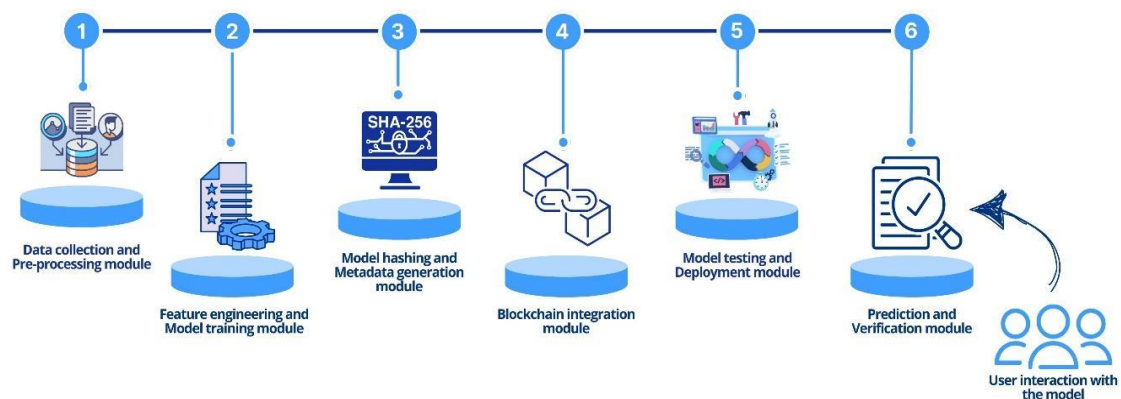 1
2
3
4
5
6
SHA-256
Data collection and
Pre-processing module
Feature engineering and
Model training module
Model hashing and
Metadata generation
module
Blockchain integration
module
Model testing and
Deployment module
Prediction and
Verification module
User interaction with
the model